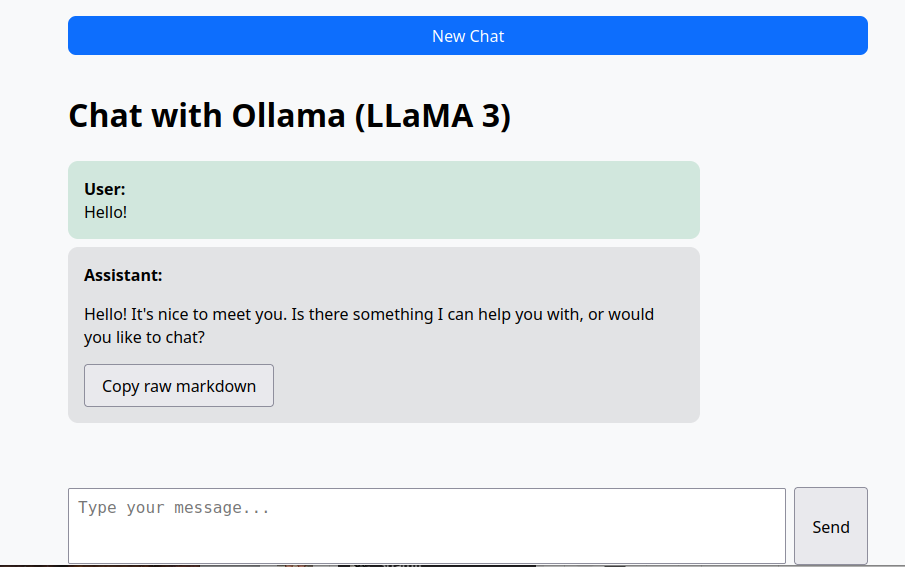 New Chat
Chat with Ollama (LLaMA 3)
User:
Hello!
Assistant:
Hello! It's nice to meet you. Is there something I can help you with, or would
you like to chat?
Copy raw markdown
Type your message...
Send